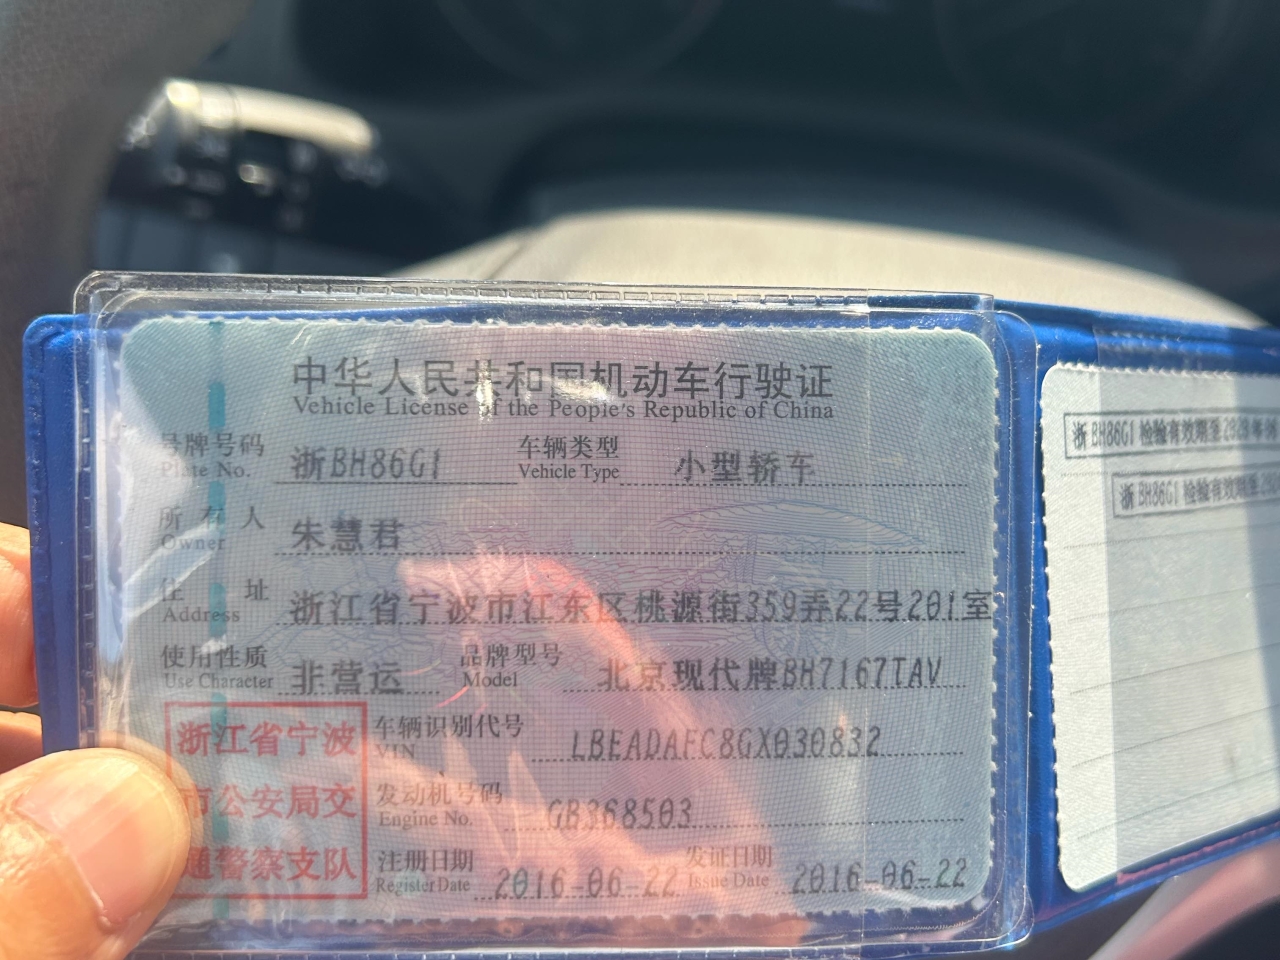 中华人民共和国机动车行驶证
Vehicle License of the People's Republic of China
号牌号码 浙BH86G1 车辆类型 小型轿车
Plate No. Vehicle Type
所有人 朱慧君
Owner
住址 浙江省宁波市江东区桃源街359弄22号201室
Address
使用性质 非营运 品牌型号 北京现代牌BH7167TAV
Use Character Model
浙江省宁波市公安局交通警察支队
车辆识别代号 LBEADAFC8GX030832
VIN
发动机号码 GB368503
Engine No.
注册日期 2016-06-22 发证日期 2016-06-22
Register Date Issue Date
浙BH86G1 检验有效期至
浙BH86G1 检验有效期至